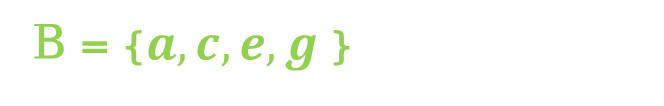 B = {a, c, e, g }